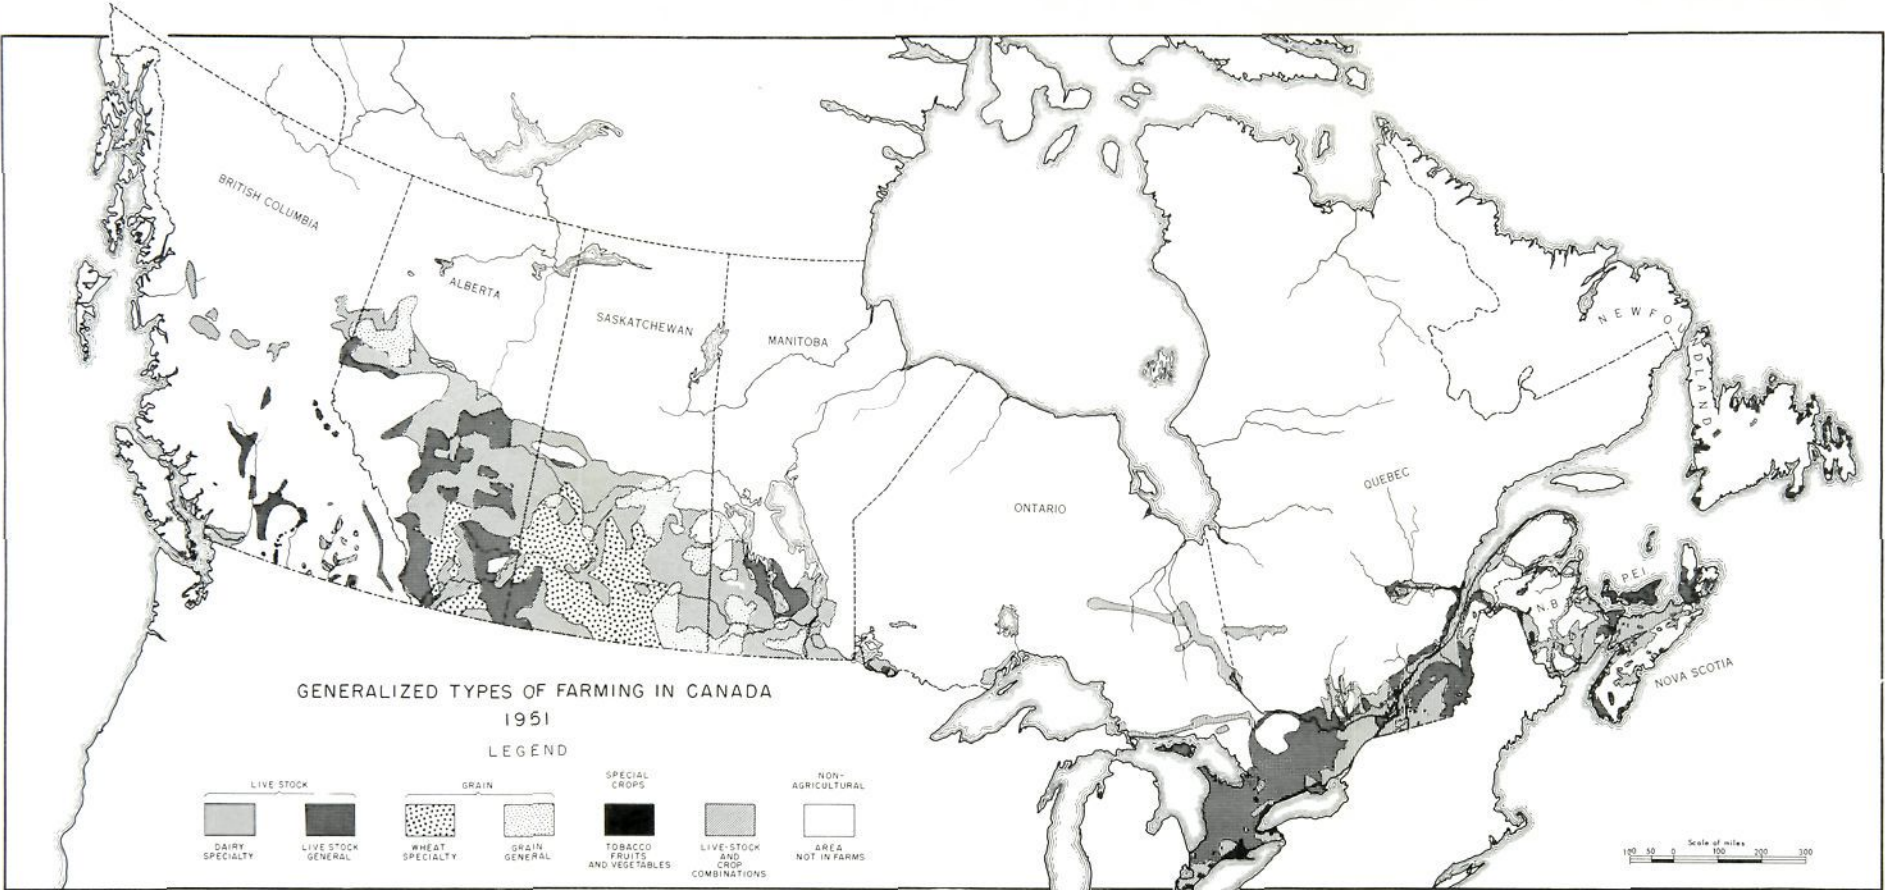 BRITISH COLUMBIA
ALBERTA
SASKATCHEWAN
MANITOBA
ONTARIO
QUEBEC
NEWFOUNDLAND
P.E.I.
N.B.
NOVA SCOTIA
GENERALIZED TYPES OF FARMING IN CANADA
1951
LEGEND
LIVE-STOCK
GRAIN
SPECIAL
CROPS
NON-
AGRICULTURAL
DAIRY
SPECIALTY
LIVE STOCK
GENERAL
WHEAT
SPECIALTY
GRAIN
GENERAL
TOBACCO
FRUITS
AND VEGETABLES
LIVE-STOCK
AND
CROP
COMBINATIONS
AREA
NOT IN FARMS
Scale of miles
100 50 0 100 200 300